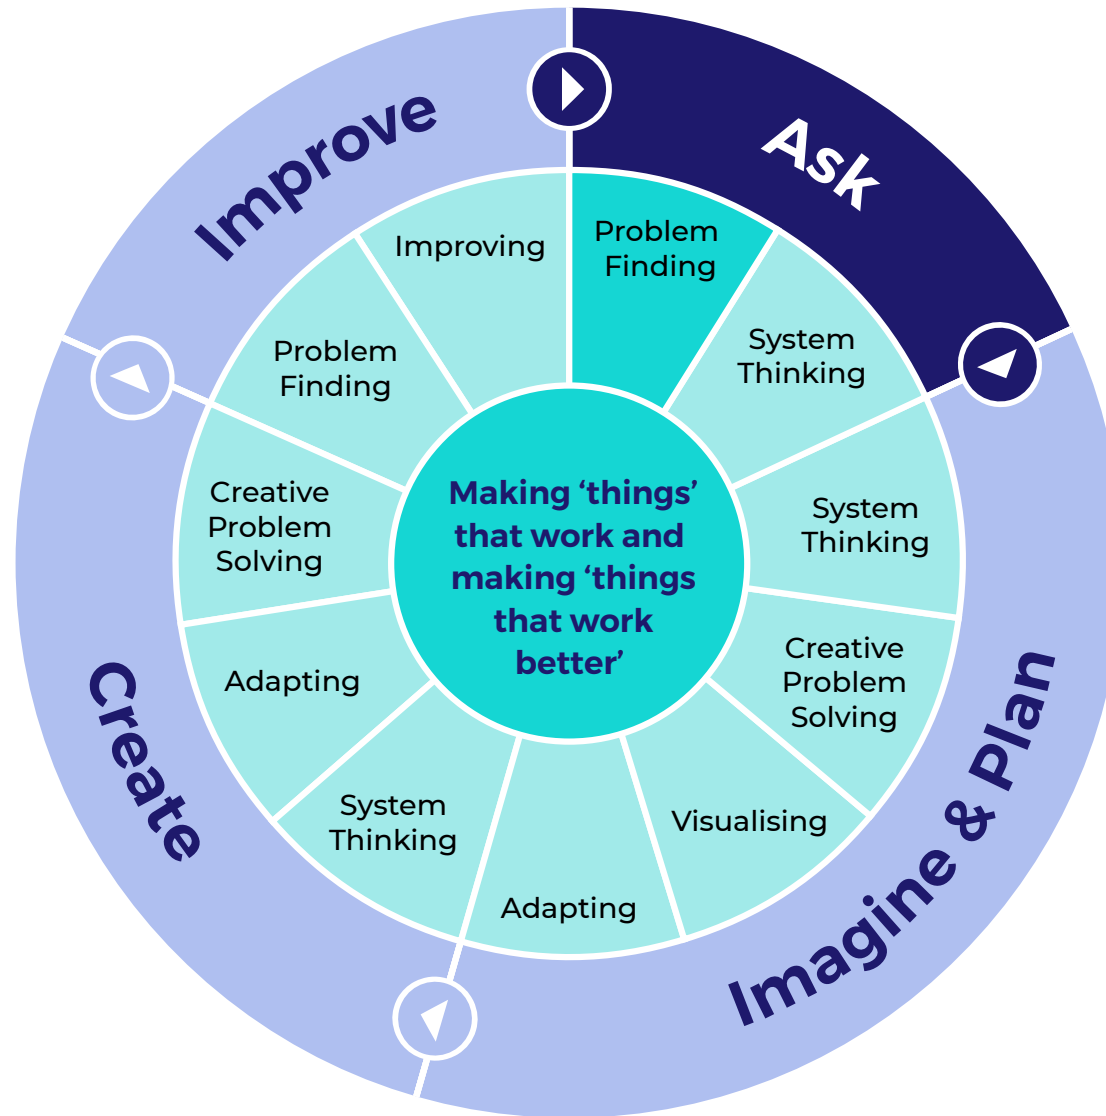 Improve
Ask
Imagine & Plan
Create
Problem
Finding
System
Thinking
System
Thinking
Creative
Problem
Solving
Visualising
Adapting
System
Thinking
Adapting
Creative
Problem
Solving
Problem
Finding
Improving
Making ‘things’
that work and
making ‘things
that work
better’